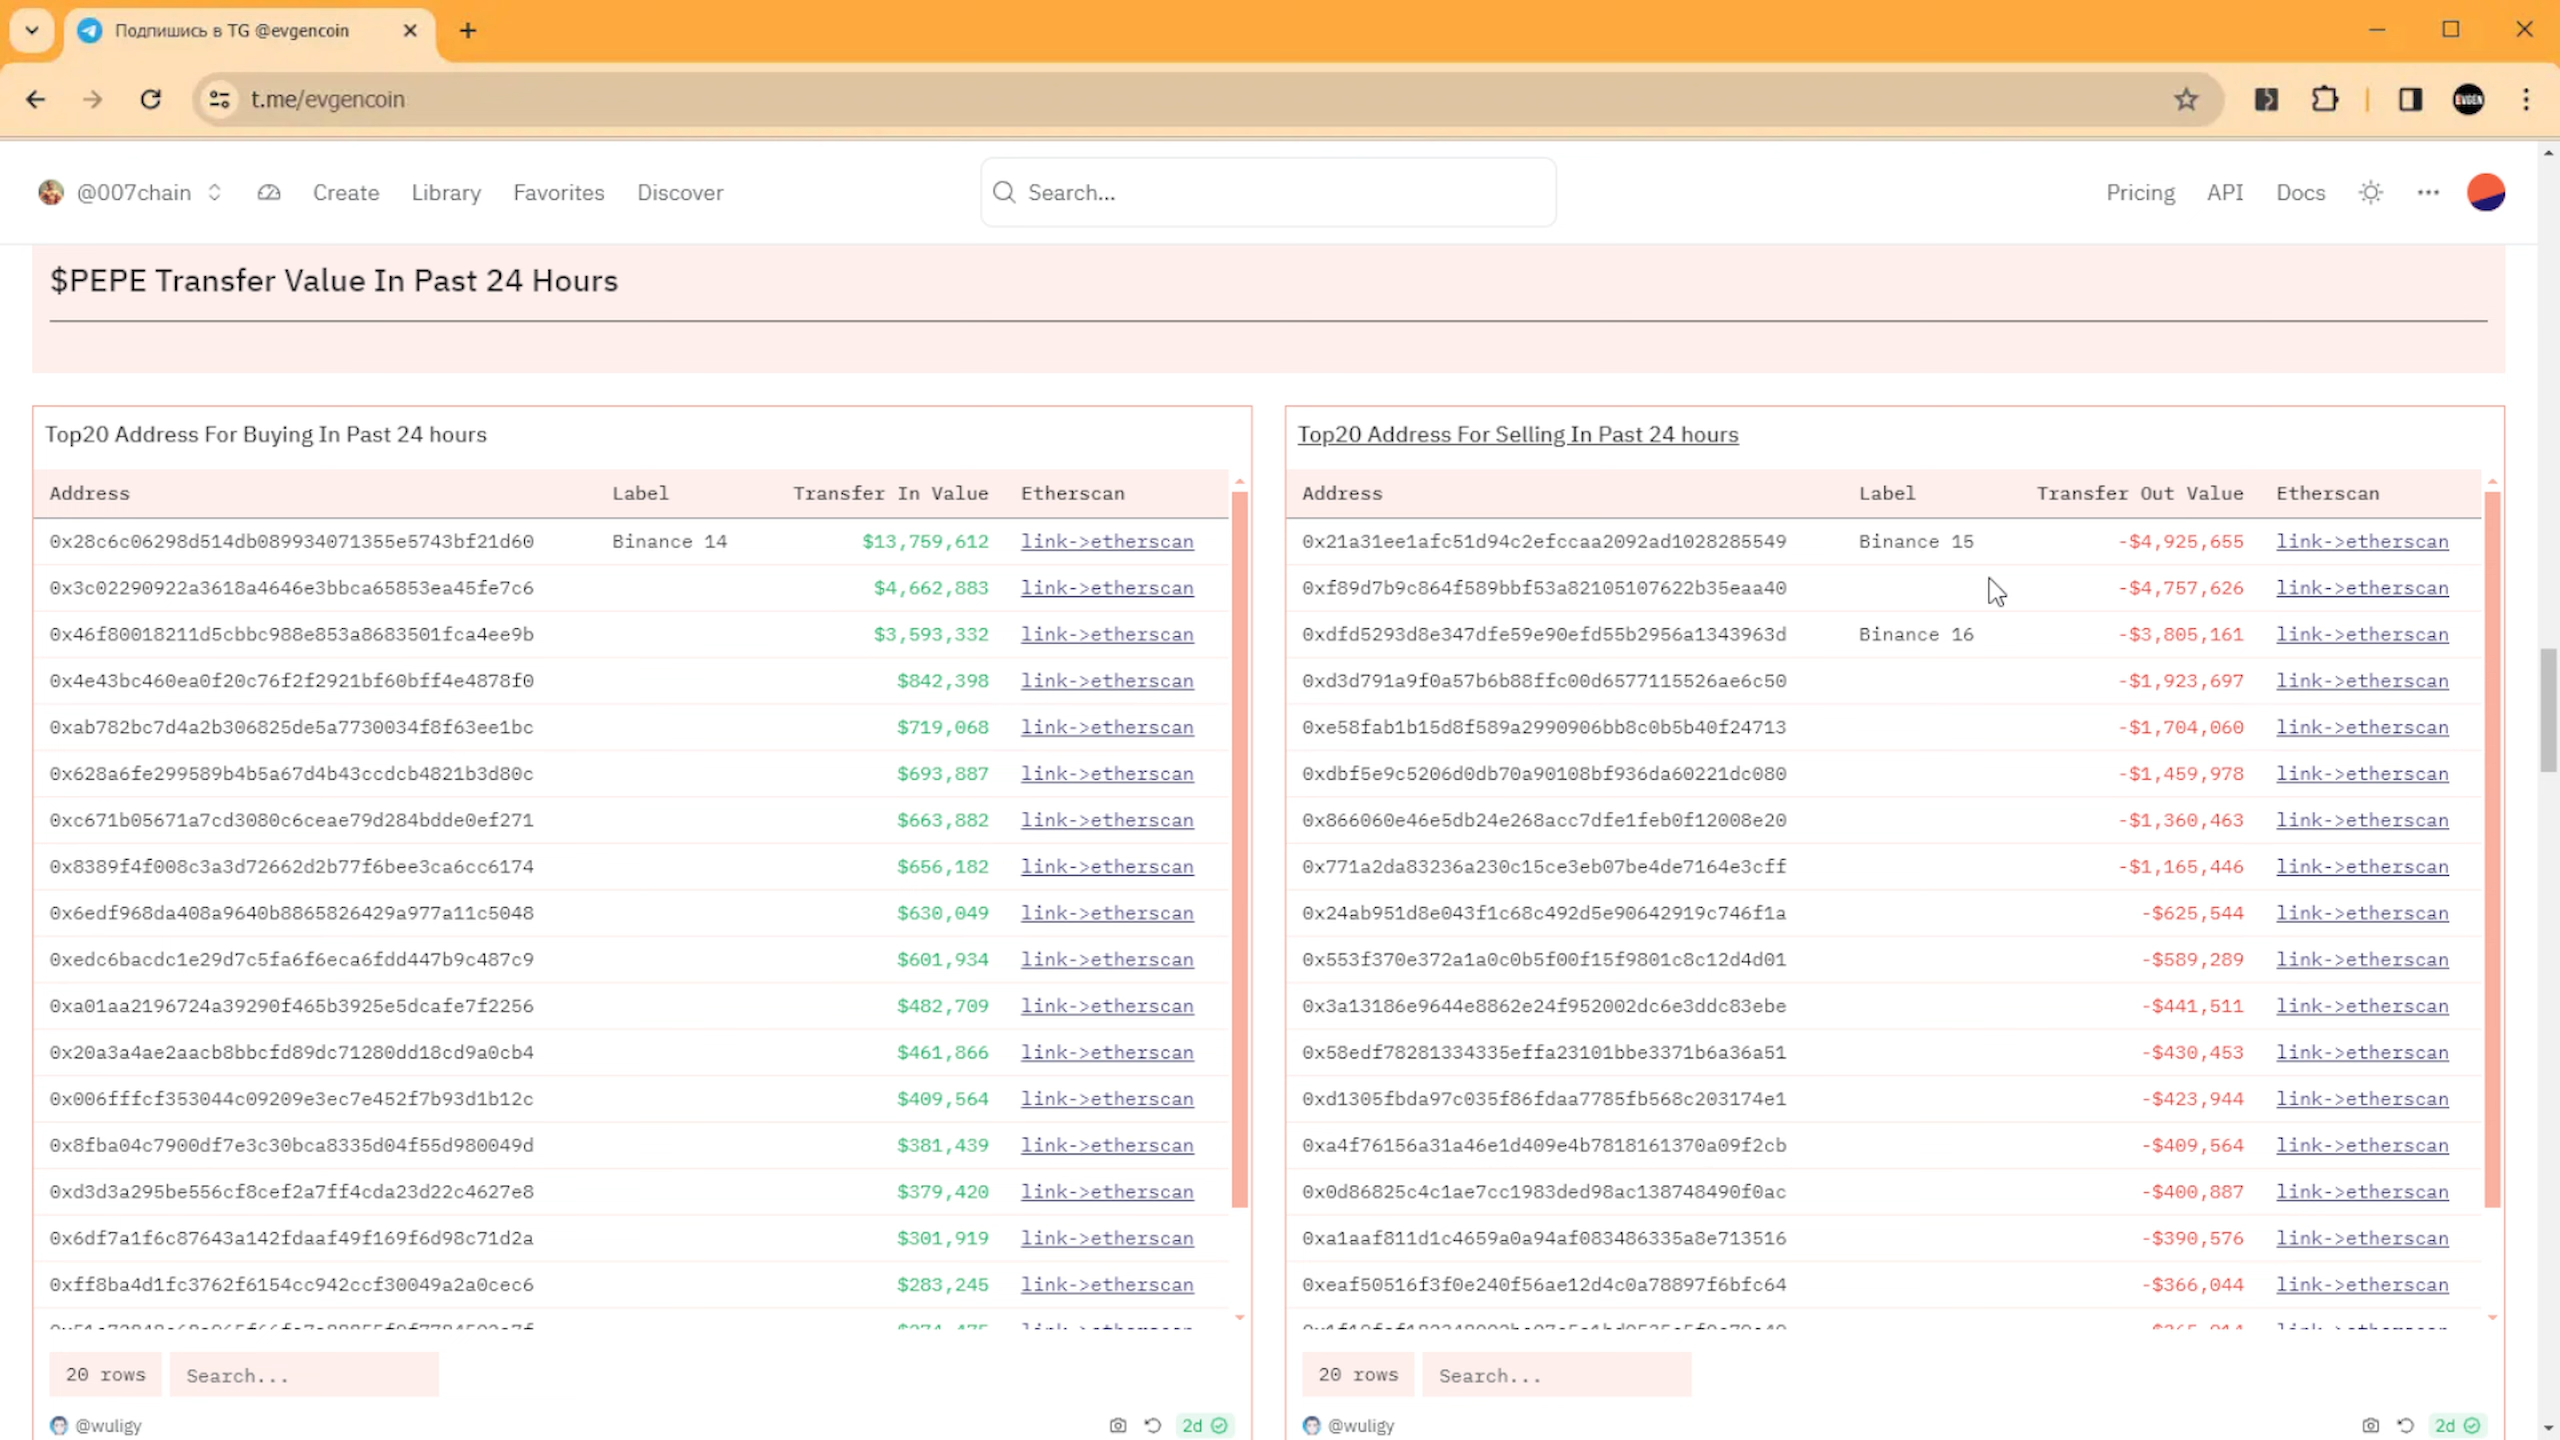 Подпишись в TG @evgencoin
t.me/evgencoin
EVGEN
@007chain Create Library Favorites Discover Search... Pricing API Docs
$PEPE Transfer Value In Past 24 Hours
Top20 Address For Buying In Past 24 hours
Address Label Transfer In Value Etherscan
0x28c6c06298d514db089934071355e5743bf21d60 Binance 14 $13,759,612 link->etherscan
0x3c02290922a3618a4646e3bbca65853ea45fe7c6 $4,662,883 link->etherscan
0x46f80018211d5cbbc988e853a8683501fca4ee9b $3,593,332 link->etherscan
0x4e43bc460ea0f20c76f2f2921bf60bff4e4878f0 $842,398 link->etherscan
0xab782bc7d4a2b306825de5a7730034f8f63ee1bc $719,068 link->etherscan
0x628a6fe299589b4b5a67d4b43ccdcb4821b3d80c $693,887 link->etherscan
0xc671b05671a7cd3080c6ceae79d284bdde0ef271 $663,882 link->etherscan
0x8389f4f008c3a3d72662d2b77f6bee3ca6cc6174 $656,182 link->etherscan
0x6edf968da408a9640b8865826429a977a11c5048 $630,049 link->etherscan
0xedc6bacdc1e29d7c5fa6f6eca6fdd447b9c487c9 $601,934 link->etherscan
0xa01aa2196724a39290f465b3925e5dcafe7f2256 $482,709 link->etherscan
0x20a3a4ae2aacb8bbcfd89dc71280dd18cd9a0cb4 $461,866 link->etherscan
0x006fffcf353044c09209e3ec7e452f7b93d1b12c $409,564 link->etherscan
0x8fba04c7900df7e3c30bca8335d04f55d980049d $381,439 link->etherscan
0xd3d3a295be556cf8cef2a7ff4cda23d22c4627e8 $379,420 link->etherscan
0x6df7a1f6c87643a142fdaaf49f169f6d98c71d2a $301,919 link->etherscan
0xff8ba4d1fc3762f6154cc942ccf30049a2a0cec6 $283,245 link->etherscan
20 rows Search...
@wuligy 2d
Top20 Address For Selling In Past 24 hours
Address Label Transfer Out Value Etherscan
0x21a31ee1afc51d94c2efccaa2092ad1028285549 Binance 15 -$4,925,655 link->etherscan
0xf89d7b9c864f589bbf53a82105107622b35eaa40 -$4,757,626 link->etherscan
0xdfd5293d8e347dfe59e90efd55b2956a1343963d Binance 16 -$3,805,161 link->etherscan
0xd3d791a9f0a57b6b88ffc00d6577115526ae6c50 -$1,923,697 link->etherscan
0xe58fab1b15d8f589a2990906bb8c0b5b40f24713 -$1,704,060 link->etherscan
0xdbf5e9c5206d0db70a90108bf936da60221dc080 -$1,459,978 link->etherscan
0x866060e46e5db24e268acc7dfe1feb0f12008e20 -$1,360,463 link->etherscan
0x771a2da83236a230c15ce3eb07be4de7164e3cff -$1,165,446 link->etherscan
0x24ab951d8e043f1c68c492d5e90642919c746f1a -$625,544 link->etherscan
0x553f370e372a1a0c0b5f00f15f9801c8c12d4d01 -$589,289 link->etherscan
0x3a13186e9644e8862e24f952002dc6e3ddc83ebe -$441,511 link->etherscan
0x58edf78281334335effa23101bbe3371b6a36a51 -$430,453 link->etherscan
0xd1305fbda97c035f86fdaa7785fb568c203174e1 -$423,944 link->etherscan
0xa4f76156a31a46e1d409e4b7818161370a09f2cb -$409,564 link->etherscan
0x0d86825c4c1ae7cc1983ded98ac138748490f0ac -$400,887 link->etherscan
0xa1aaf811d1c4659a0a94af083486335a8e713516 -$390,576 link->etherscan
0xeaf50516f3f0e240f56ae12d4c0a78897f6bfc64 -$366,044 link->etherscan
20 rows Search...
@wuligy 2d